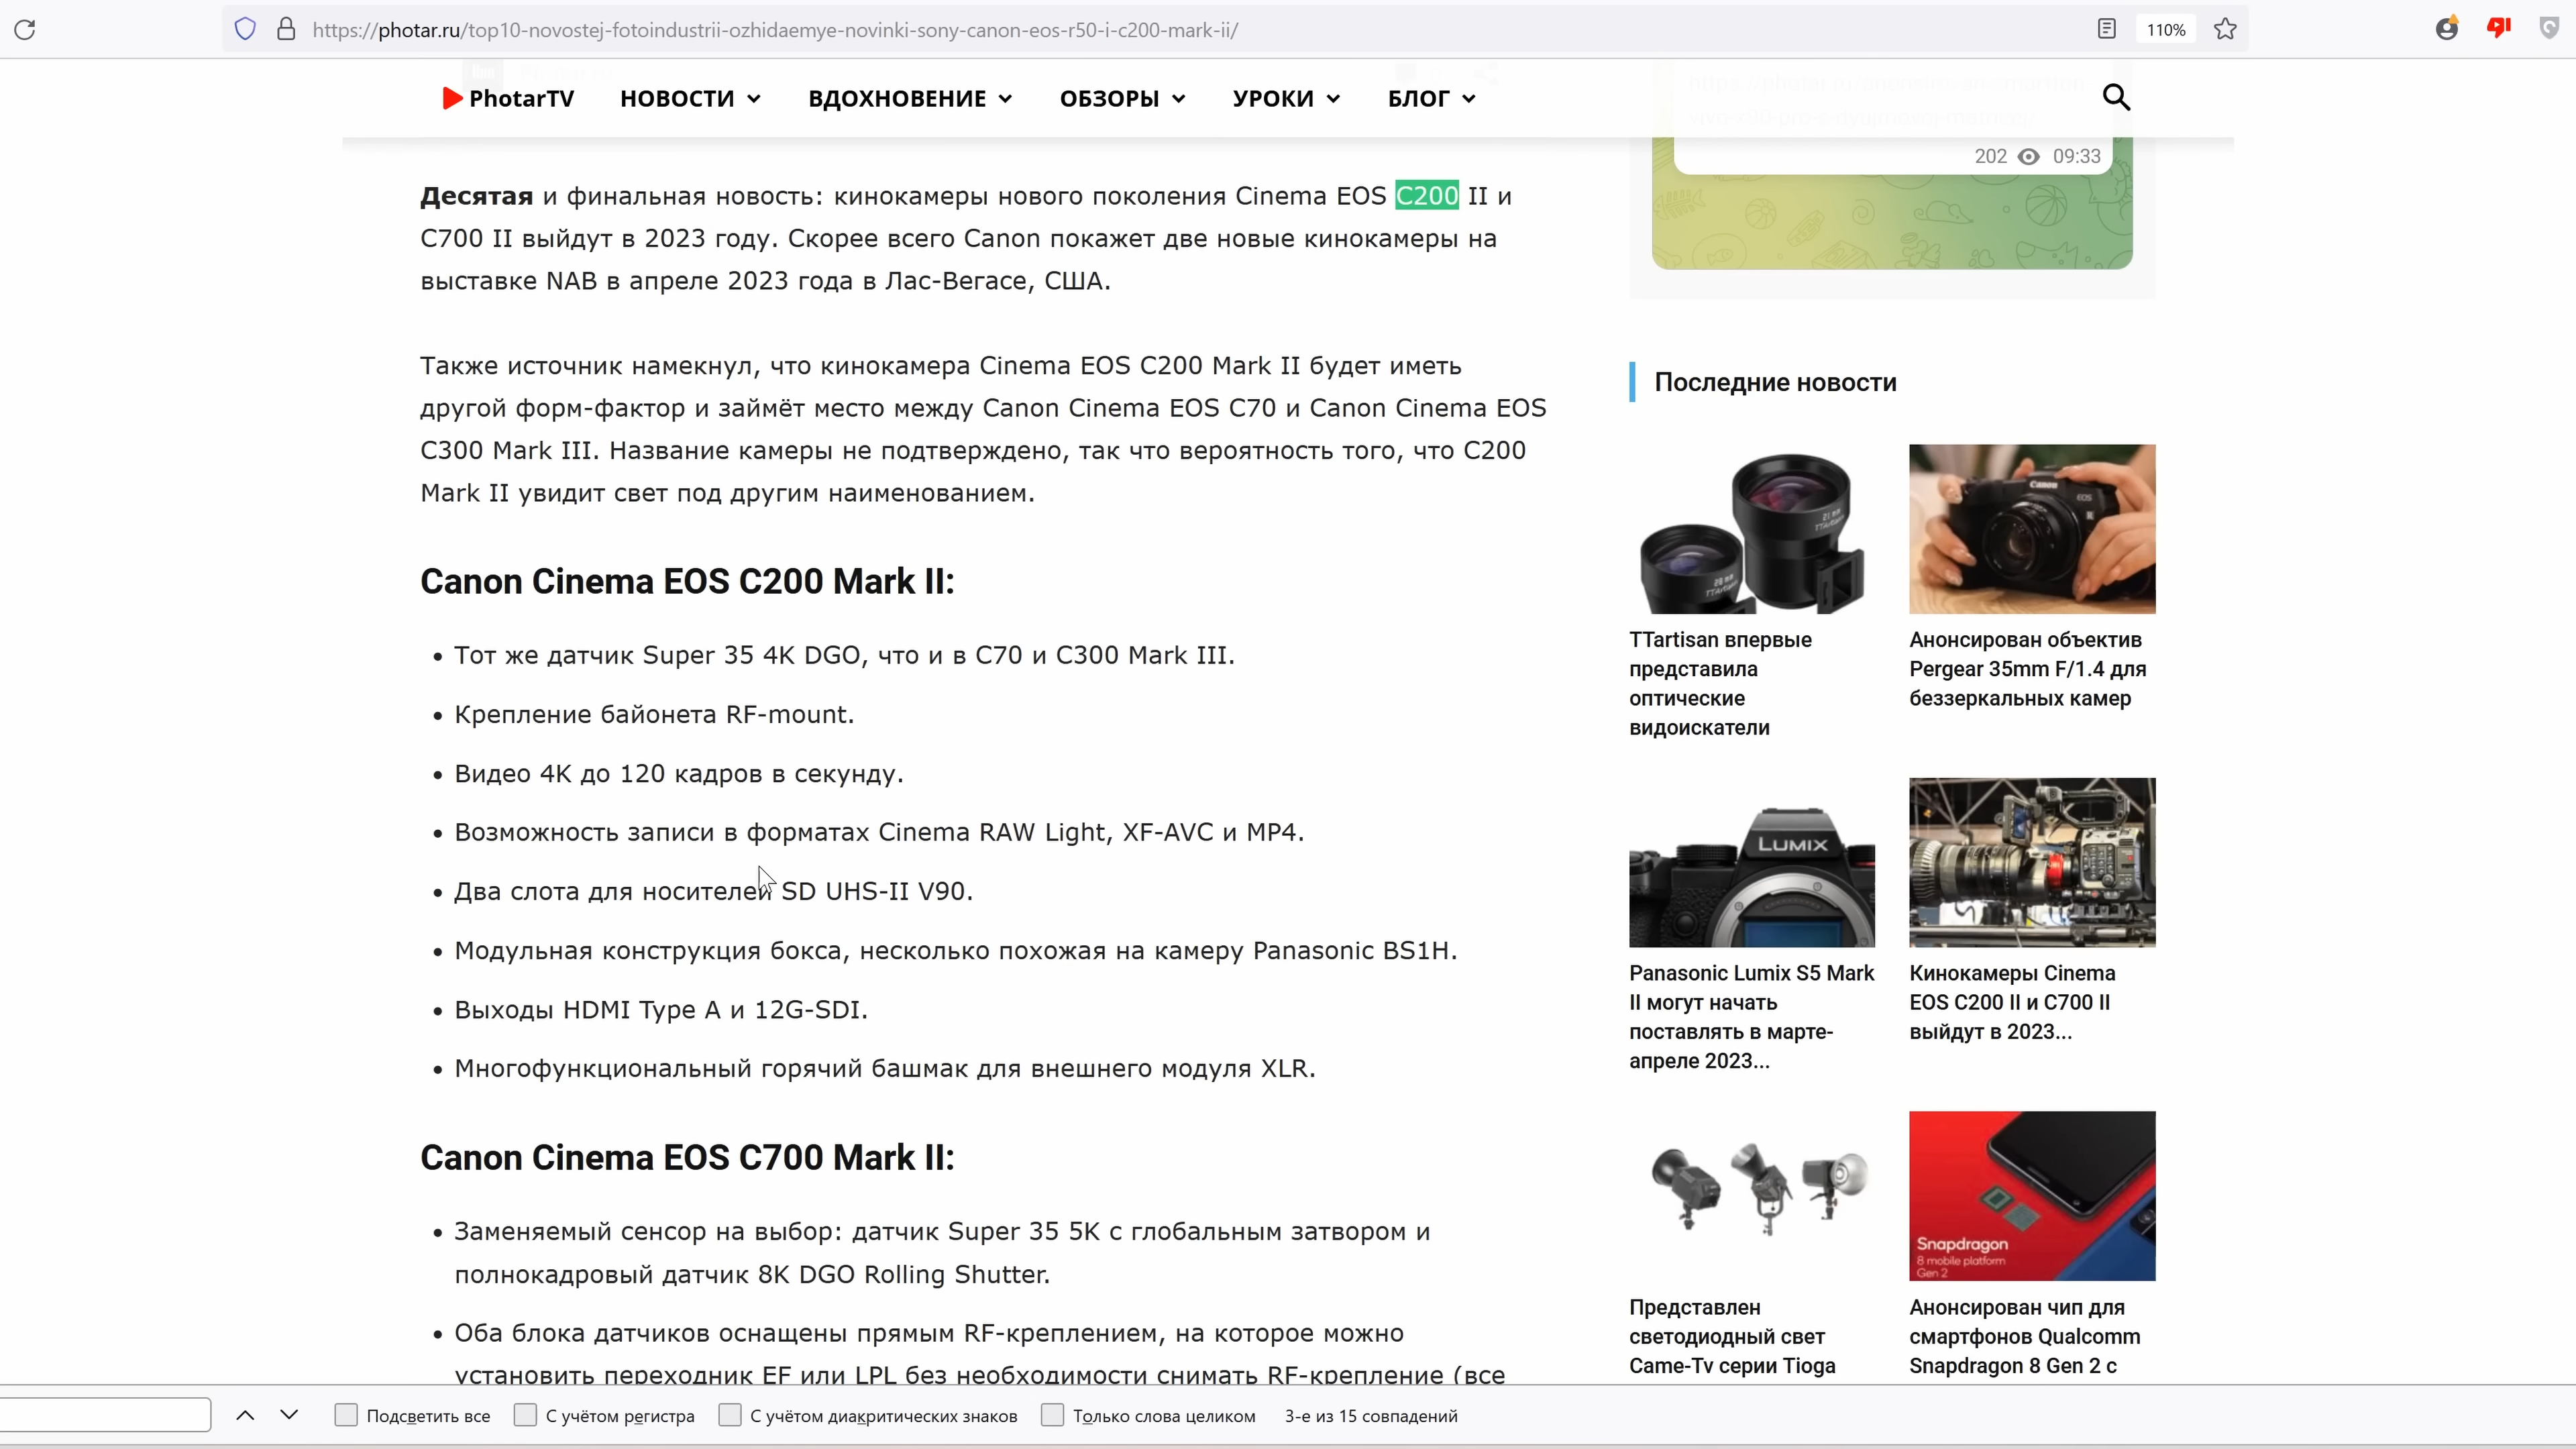 https://photar.ru/top10-novostej-fotoindustrii-ozhidaemye-novinki-sony-canon-eos-r50-i-c200-mark-ii/
110%
PhotarTV
НОВОСТИ
ВДОХНОВЕНИЕ
ОБЗОРЫ
УРОКИ
БЛОГ
202 09:33
Десятая и финальная новость: кинокамеры нового поколения Cinema EOS C200 II и
C700 II выйдут в 2023 году. Скорее всего Canon покажет две новые кинокамеры на
выставке NAB в апреле 2023 года в Лас-Вегасе, США.
Также источник намекнул, что кинокамера Cinema EOS C200 Mark II будет иметь
другой форм-фактор и займёт место между Canon Cinema EOS C70 и Canon Cinema EOS
C300 Mark III. Название камеры не подтверждено, так что вероятность того, что C200
Mark II увидит свет под другим наименованием.
Canon Cinema EOS C200 Mark II:
• Тот же датчик Super 35 4K DGO, что и в C70 и C300 Mark III.
• Крепление байонета RF-mount.
• Видео 4K до 120 кадров в секунду.
• Возможность записи в форматах Cinema RAW Light, XF-AVC и MP4.
• Два слота для носителей SD UHS-II V90.
• Модульная конструкция бокса, несколько похожая на камеру Panasonic BS1H.
• Выходы HDMI Type A и 12G-SDI.
• Многофункциональный горячий башмак для внешнего модуля XLR.
Canon Cinema EOS C700 Mark II:
• Заменяемый сенсор на выбор: датчик Super 35 5K с глобальным затвором и
полнокадровый датчик 8K DGO Rolling Shutter.
• Оба блока датчиков оснащены прямым RF-креплением, на которое можно
установить переходник EF или LPL без необходимости снимать RF-крепление (все
Последние новости
TTartisan впервые
представила
оптические
видоискатели
Canon
EOS
R
Анонсирован объектив
Pergear 35mm F/1.4 для
беззеркальных камер
LUMIX
Panasonic Lumix S5 Mark
II могут начать
поставлять в марте-
апреле 2023...
Кинокамеры Cinema
EOS C200 II и C700 II
выйдут в 2023...
Представлен
светодиодный свет
Came-Tv серии Tioga
Snapdragon
8 mobile platform
Gen 2
Анонсирован чип для
смартфонов Qualcomm
Snapdragon 8 Gen 2 с
Подсветить все
С учётом регистра
С учётом диакритических знаков
Только слова целиком
3-е из 15 совпадений